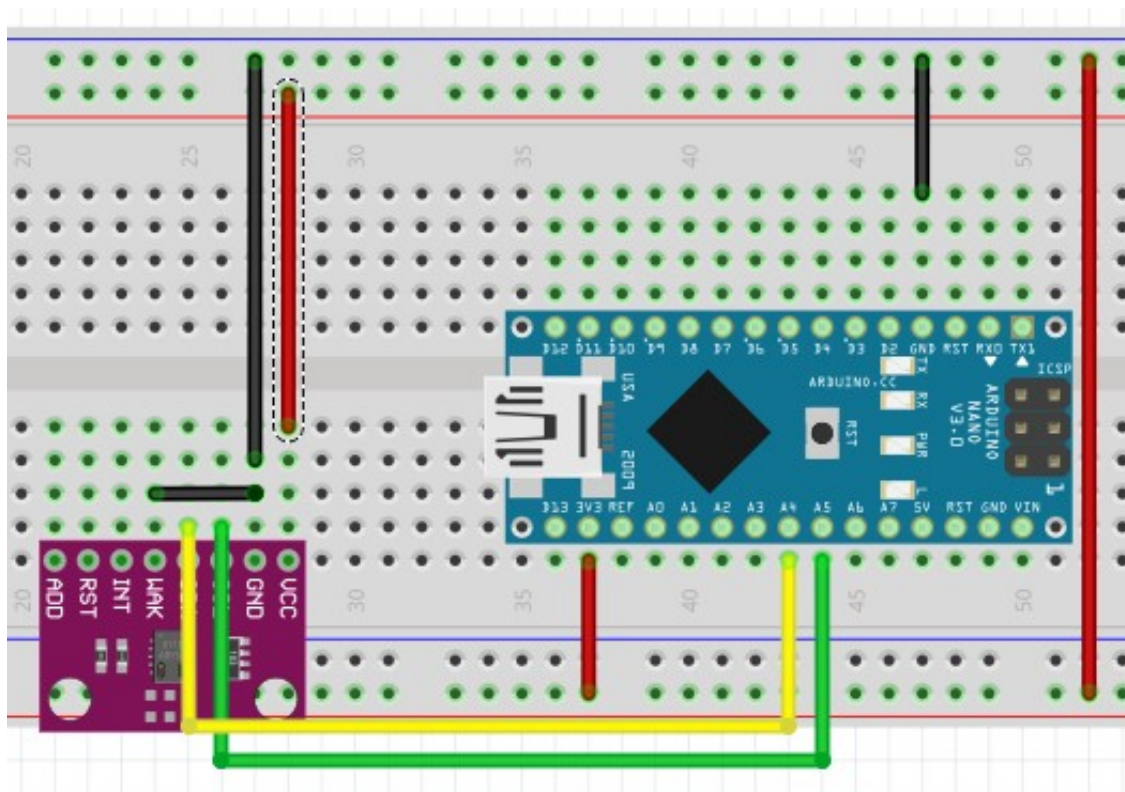 20 25 30 35 40 45 50
D12 D11 D10 D9 D8 D7 D6 D5 D4 D3 D2 GND RST RX0 TX1
ICSP
ARDUINO.CC
TX
RX
PWR
L
RST
USA
2009
ARDUINO
NANO
V3.0
1
D13 3V3 REF A0 A1 A2 A3 A4 A5 A6 A7 5V RST GND VIN
ADD RST INT WAK GND VCC
20 30 35 40 45 50